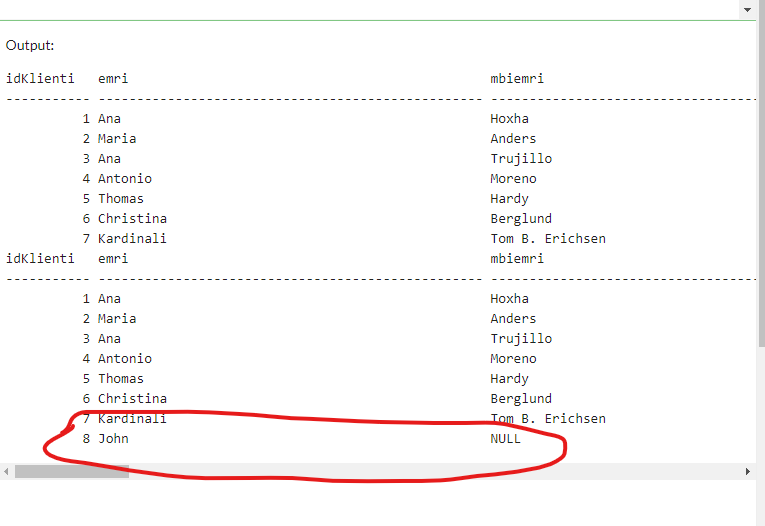 Output:
idKlienti emri mbiemri
----------- -------------------------------------------------- -----------------------------------
1 Ana Hoxha
2 Maria Anders
3 Ana Trujillo
4 Antonio Moreno
5 Thomas Hardy
6 Christina Berglund
7 Kardinali Tom B. Erichsen
idKlienti emri mbiemri
----------- -------------------------------------------------- -----------------------------------
1 Ana Hoxha
2 Maria Anders
3 Ana Trujillo
4 Antonio Moreno
5 Thomas Hardy
6 Christina Berglund
7 Kardinali Tom B. Erichsen
8 John NULL